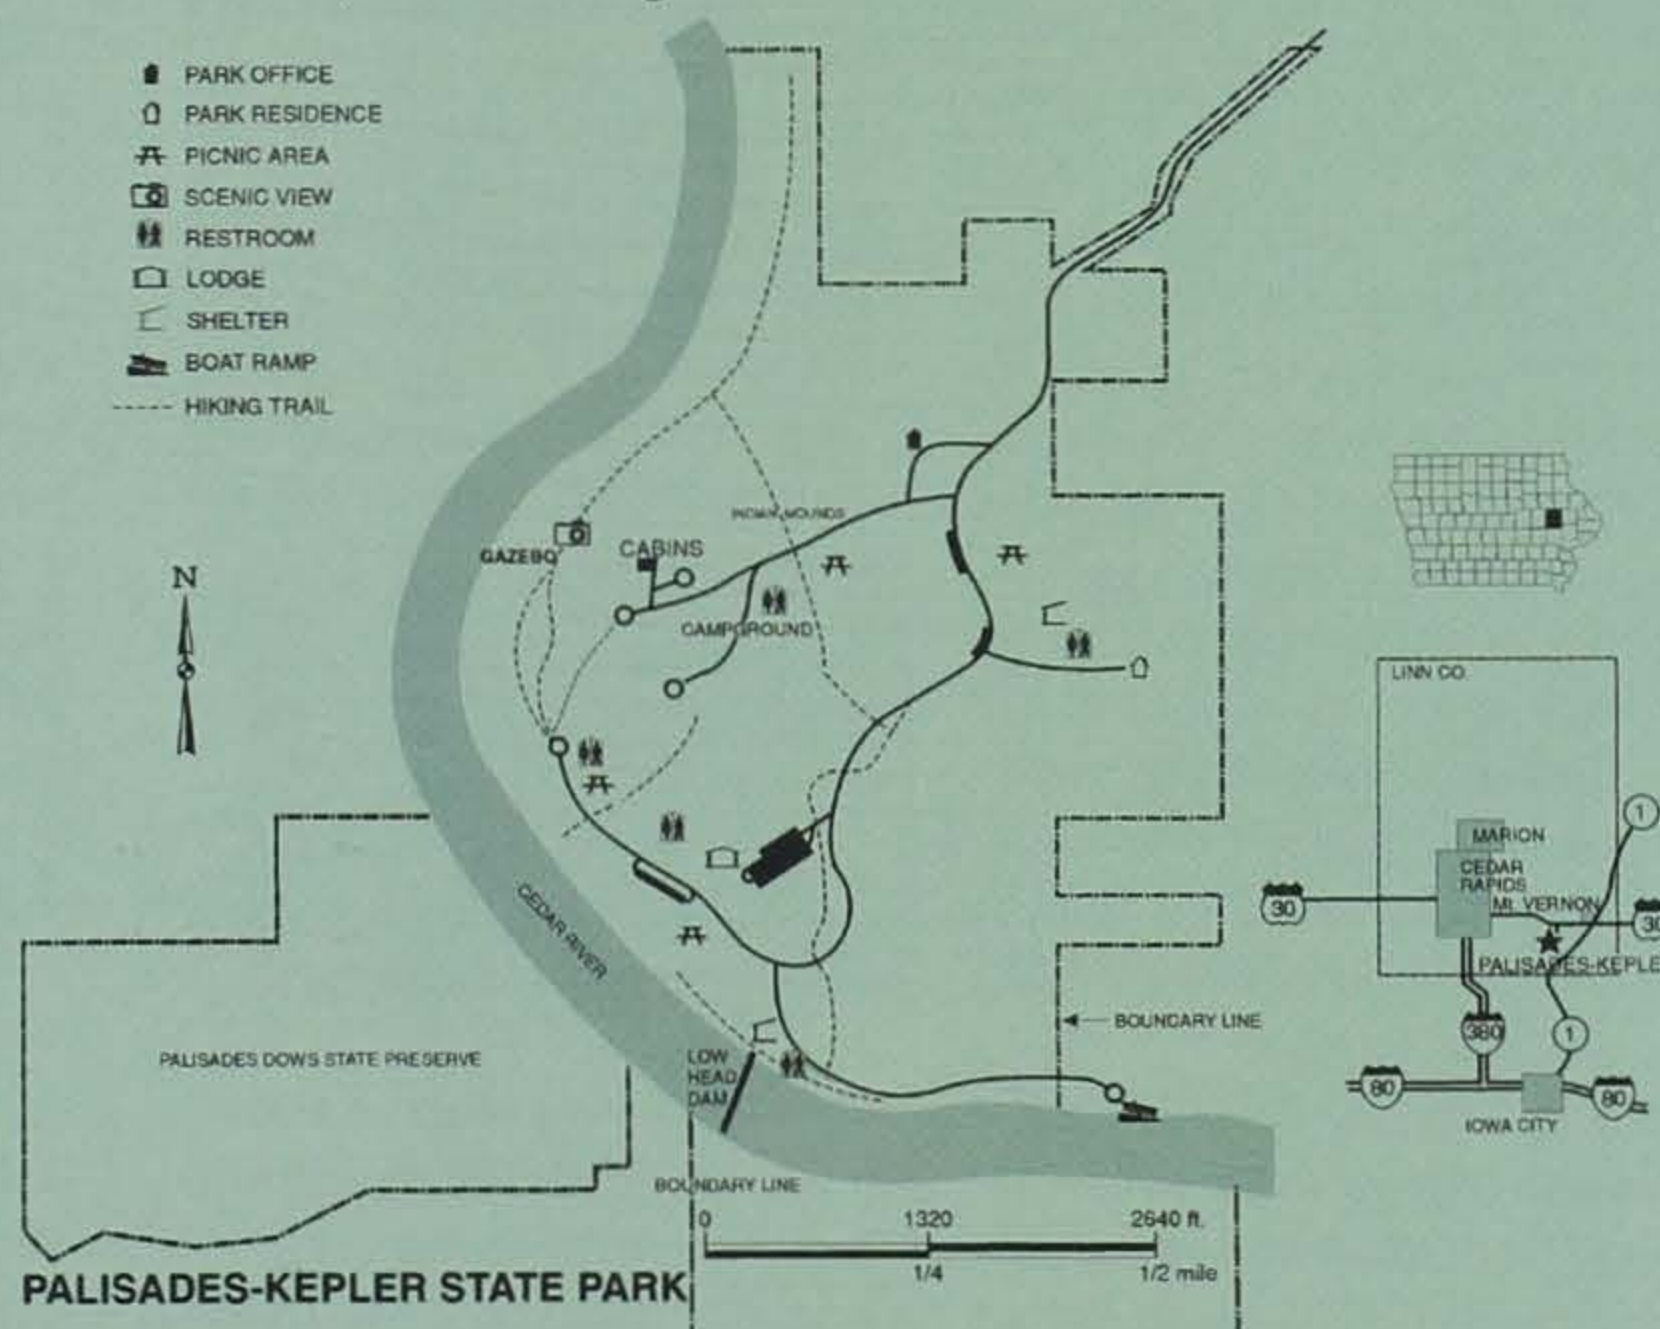 PARK OFFICE
PARK RESIDENCE
PICNIC AREA
SCENIC VIEW
RESTROOM
LODGE
SHELTER
BOAT RAMP
HIKING TRAIL
N
INDIAN MOUNDS
GAZEBO
CABINS
CAMPGROUND
CEDAR RIVER
PALISADES DOWS STATE PRESERVE
LOW
HEAD
DAM
BOUNDARY LINE
BOUNDARY LINE
0 1320 2640 ft.
1/4 1/2 mile
PALISADES-KEPLER STATE PARK
LINN CO.
1
MARION
CEDAR
RAPIDS
Mt. VERNON
30
30
PALISADES-KEPLE
380
1
80
80
IOWA CITY